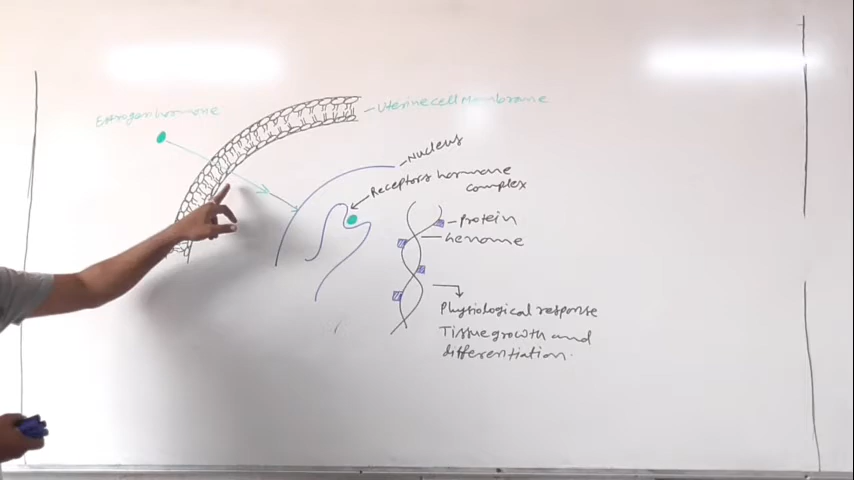 Estrogen hormone
Uterine cell Membrane
Nucleus
Receptors hormone
complex
Protein
Genome
Physiological response
Tissue growth and
differentiation.